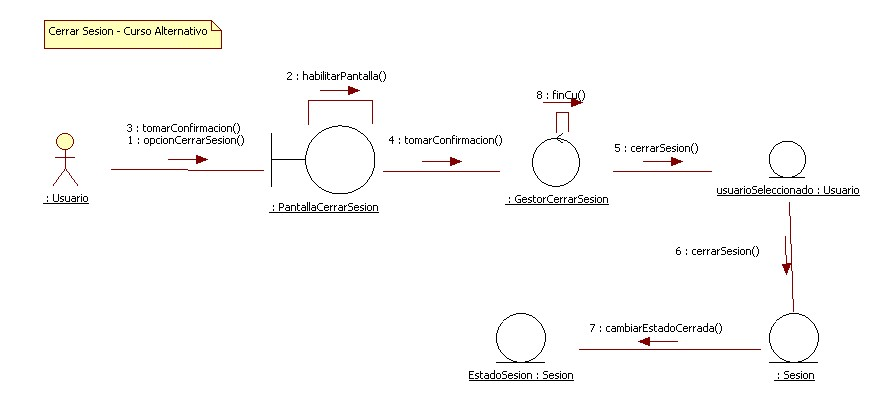 Cerrar Sesion - Curso Alternativo
2 : habilitarPantalla()
8 : finCu()
3 : tomarConfirmacion()
1 : opcionCerrarSesion()
4 : tomarConfirmacion()
5 : cerrarSesion()
: Usuario
: PantallaCerrarSesion
: GestorCerrarSesion
usuarioSeleccionado : Usuario
6 : cerrarSesion()
7 : cambiarEstadoCerrada()
EstadoSesion : Sesion
: Sesion